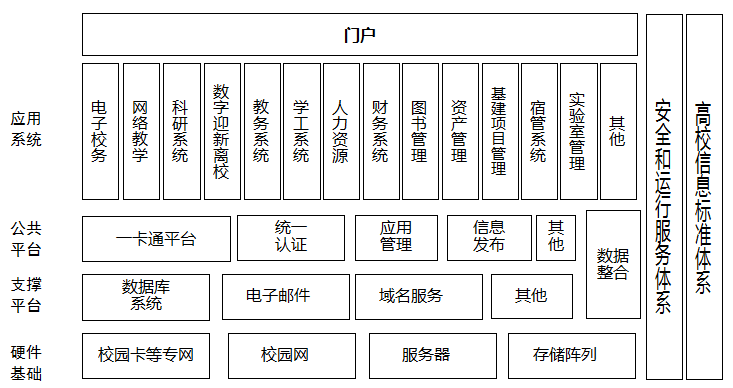 门户
应用
系统
电子校务
网络教学
科研系统
数字迎新离校
教务系统
学工系统
人力资源
财务系统
图书管理
资产管理
基建项目管理
宿管系统
实验室管理
其他
公共
平台
一卡通平台
统一
认证
应用
管理
信息
发布
其
他
数据
整合
支撑
平台
数据库
系统
电子邮件
域名服务
其他
硬件
基础
校园卡等专网
校园网
服务器
存储阵列
安全和运行服务体系
高校信息标准体系